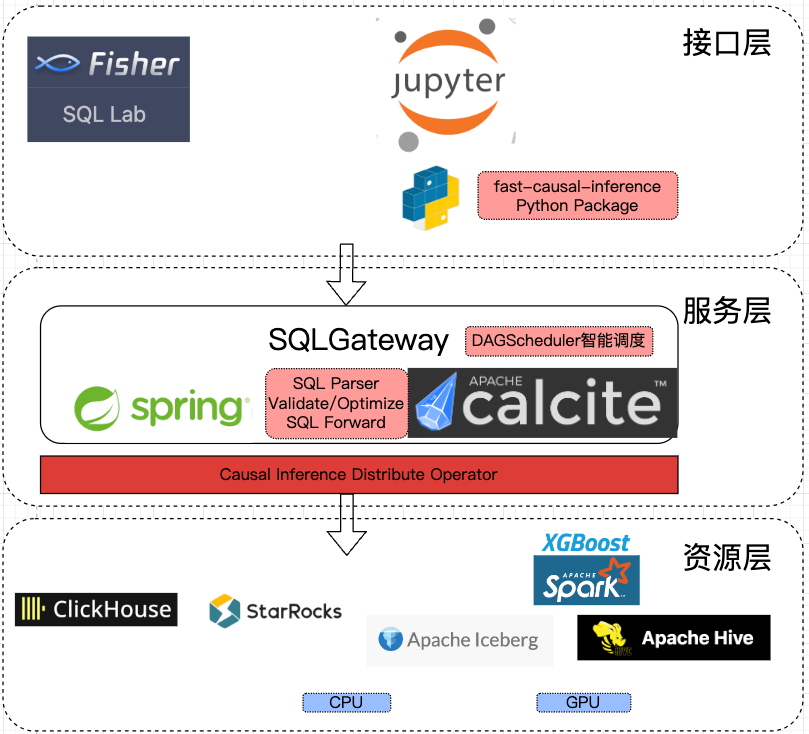 接口层
Fisher
SQL Lab
jupyter
fast-causal-inference
Python Package
服务层
SQLGateway
DAGScheduler智能调度
spring
SQL Parser
Validate/Optimize
SQL Forward
APACHE
calcite™
Causal Inference Distribute Operator
资源层
XGBoost
APACHE
Spark™
ClickHouse
StarRocks
Apache Iceberg
HIVE
Apache Hive
CPU
GPU